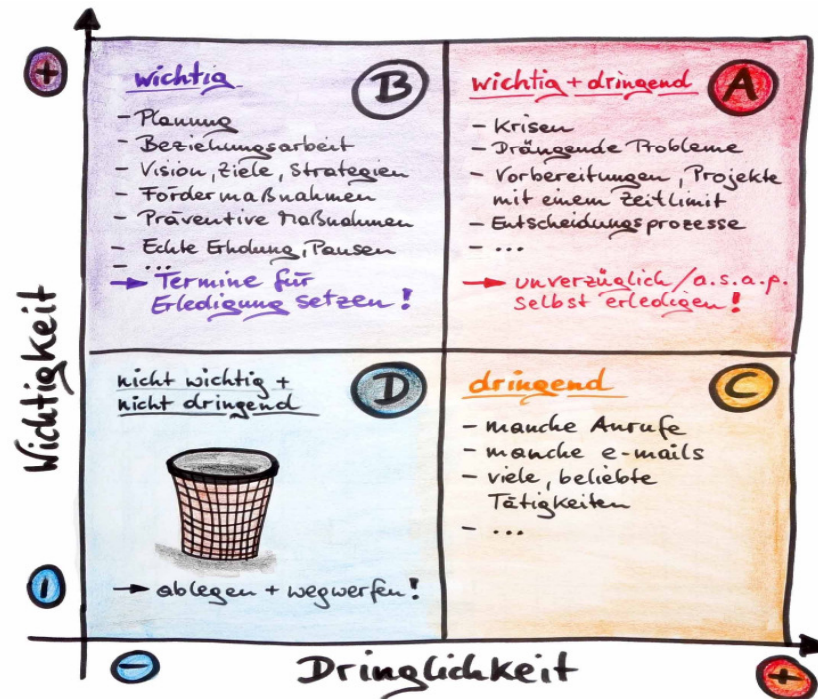 +
wichtig
B
- Planung
- Beziehungsarbeit
- Vision, Ziele, Strategien
- Fördermaßnahmen
- Präventive Maßnahmen
- Echte Erholung, Pausen
- ...
→ Termine für
Erledigung setzen!
wichtig + dringend
A
- Krisen
- Drängende Probleme
- Vorbereitungen, Projekte
mit einem Zeitlimit
- Entscheidungsprozesse
- ...
→ unverzüglich / a.s.a.p.
selbst erledigen!
Wichtigkeit
nicht wichtig +
nicht dringend
D
→ ablegen + wegwerfen!
dringend
C
- manche Anrufe
- manche e-mails
- viele, beliebte
Tätigkeiten
- ...
-
-
Dringlichkeit
+